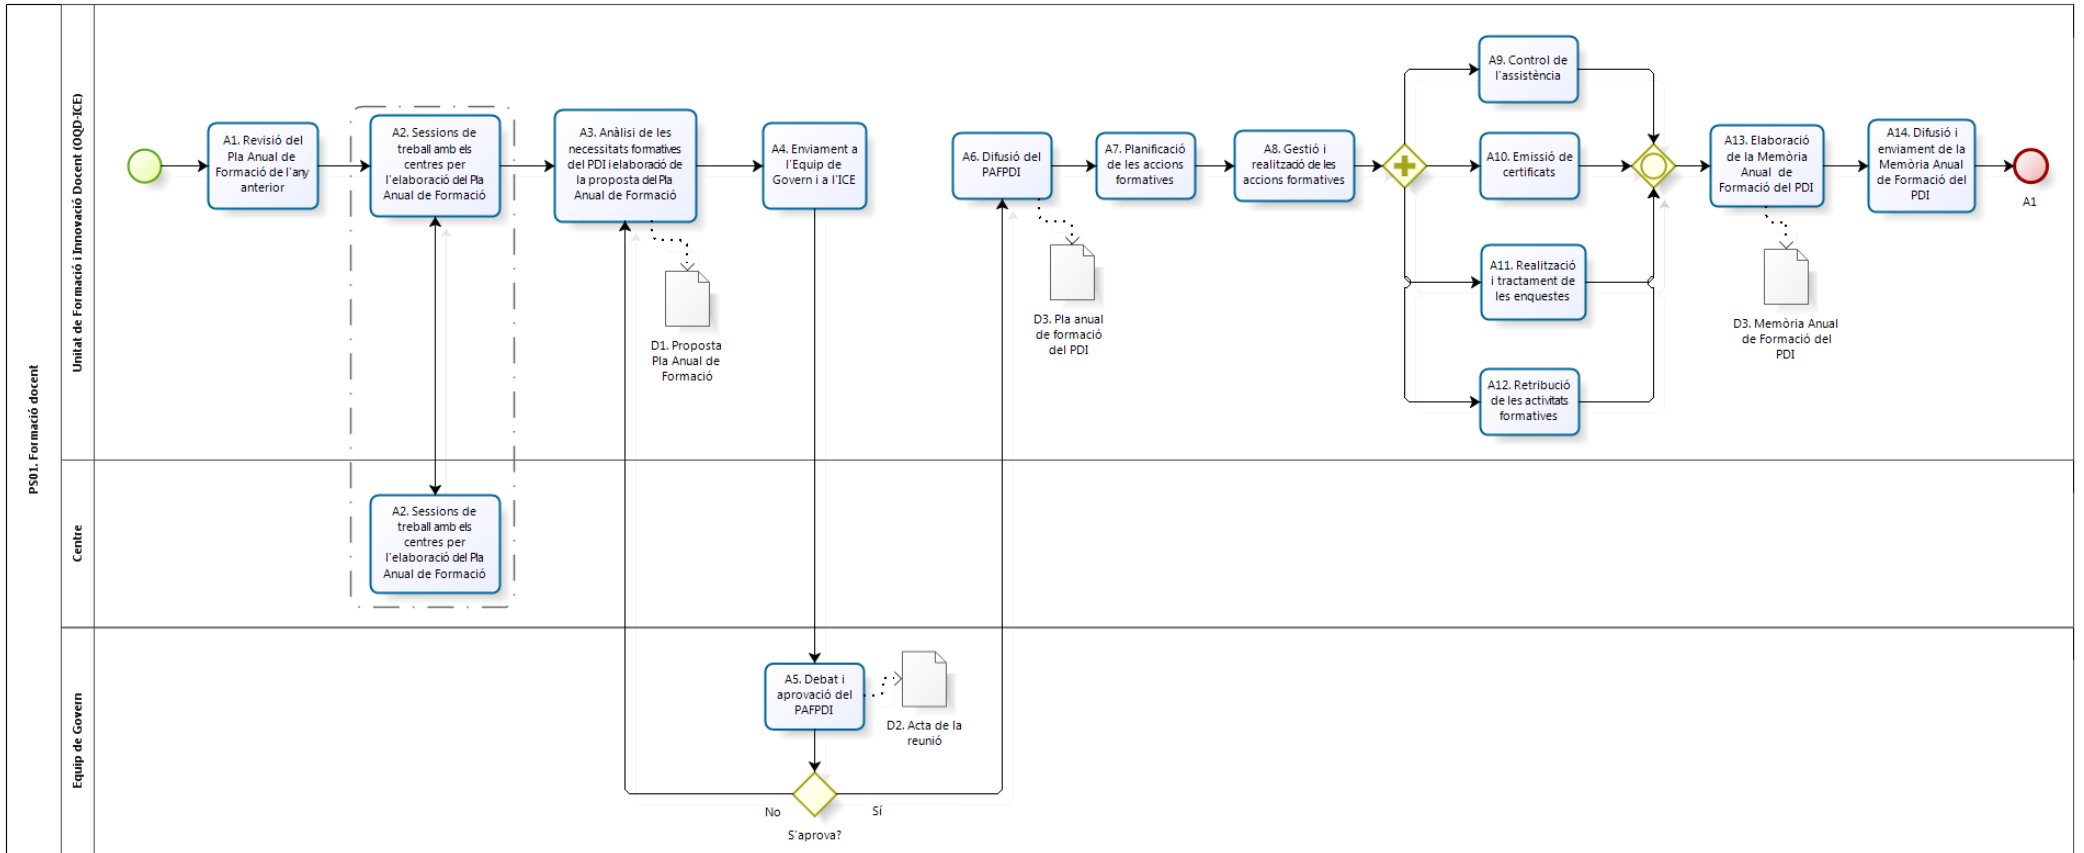 PS01. Formació docent
Unitat de Formació i Innovació Docent (OQD-ICE)
A1. Revisió del
Pla Anual de
Formació de l'any
anterior
A2. Sessions de
treball amb els
centres per
l'elaboració del Pla
Anual de Formació
A3. Anàlisi de les
necessitats formatives
del PDI i elaboració de
la proposta del Pla
Anual de Formació
D1. Proposta
Pla Anual de
Formació
A4. Enviament a
l'Equip de
Govern i a l'ICE
A6. Difusió del
PAFPDI
D3. Pla anual
de formació
del PDI
A7. Planificació
de les accions
formatives
A8. Gestió i
realització de les
accions formatives
A9. Control de
l'assistència
A10. Emissió de
certificats
A11. Realització
i tractament de
les enquestes
A12. Retribució
de les activitats
formatives
A13. Elaboració
de la Memòria
Anual de
Formació del PDI
D3. Memòria Anual
de Formació del
PDI
A14. Difusió i
enviament de la
Memòria Anual
de Formació del
PDI
A1
Centre
A2. Sessions de
treball amb els
centres per
l'elaboració del Pla
Anual de Formació
Equip de Govern
A5. Debat i
aprovació del
PAFPDI
D2. Acta de la
reunió
No
Sí
S'aprova?